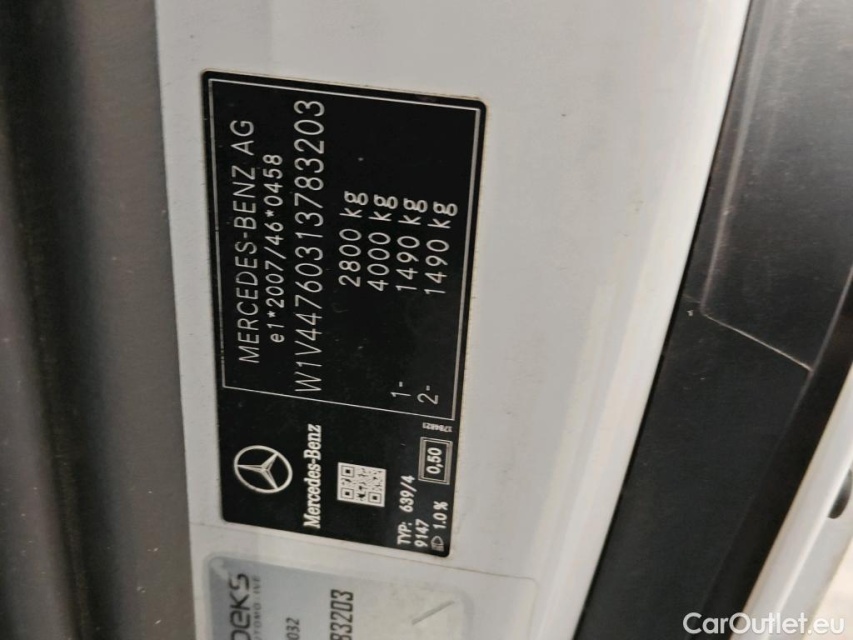 MERCEDES-BENZ AG
e1*2007/46*0458
W1V44760313783203
2800 kg
4000 kg
1- 1490 kg
2- 1490 kg
Mercedes-Benz
TYP: 639/4
9147
1.0 %
0,50
83203
CarOutlet.eu